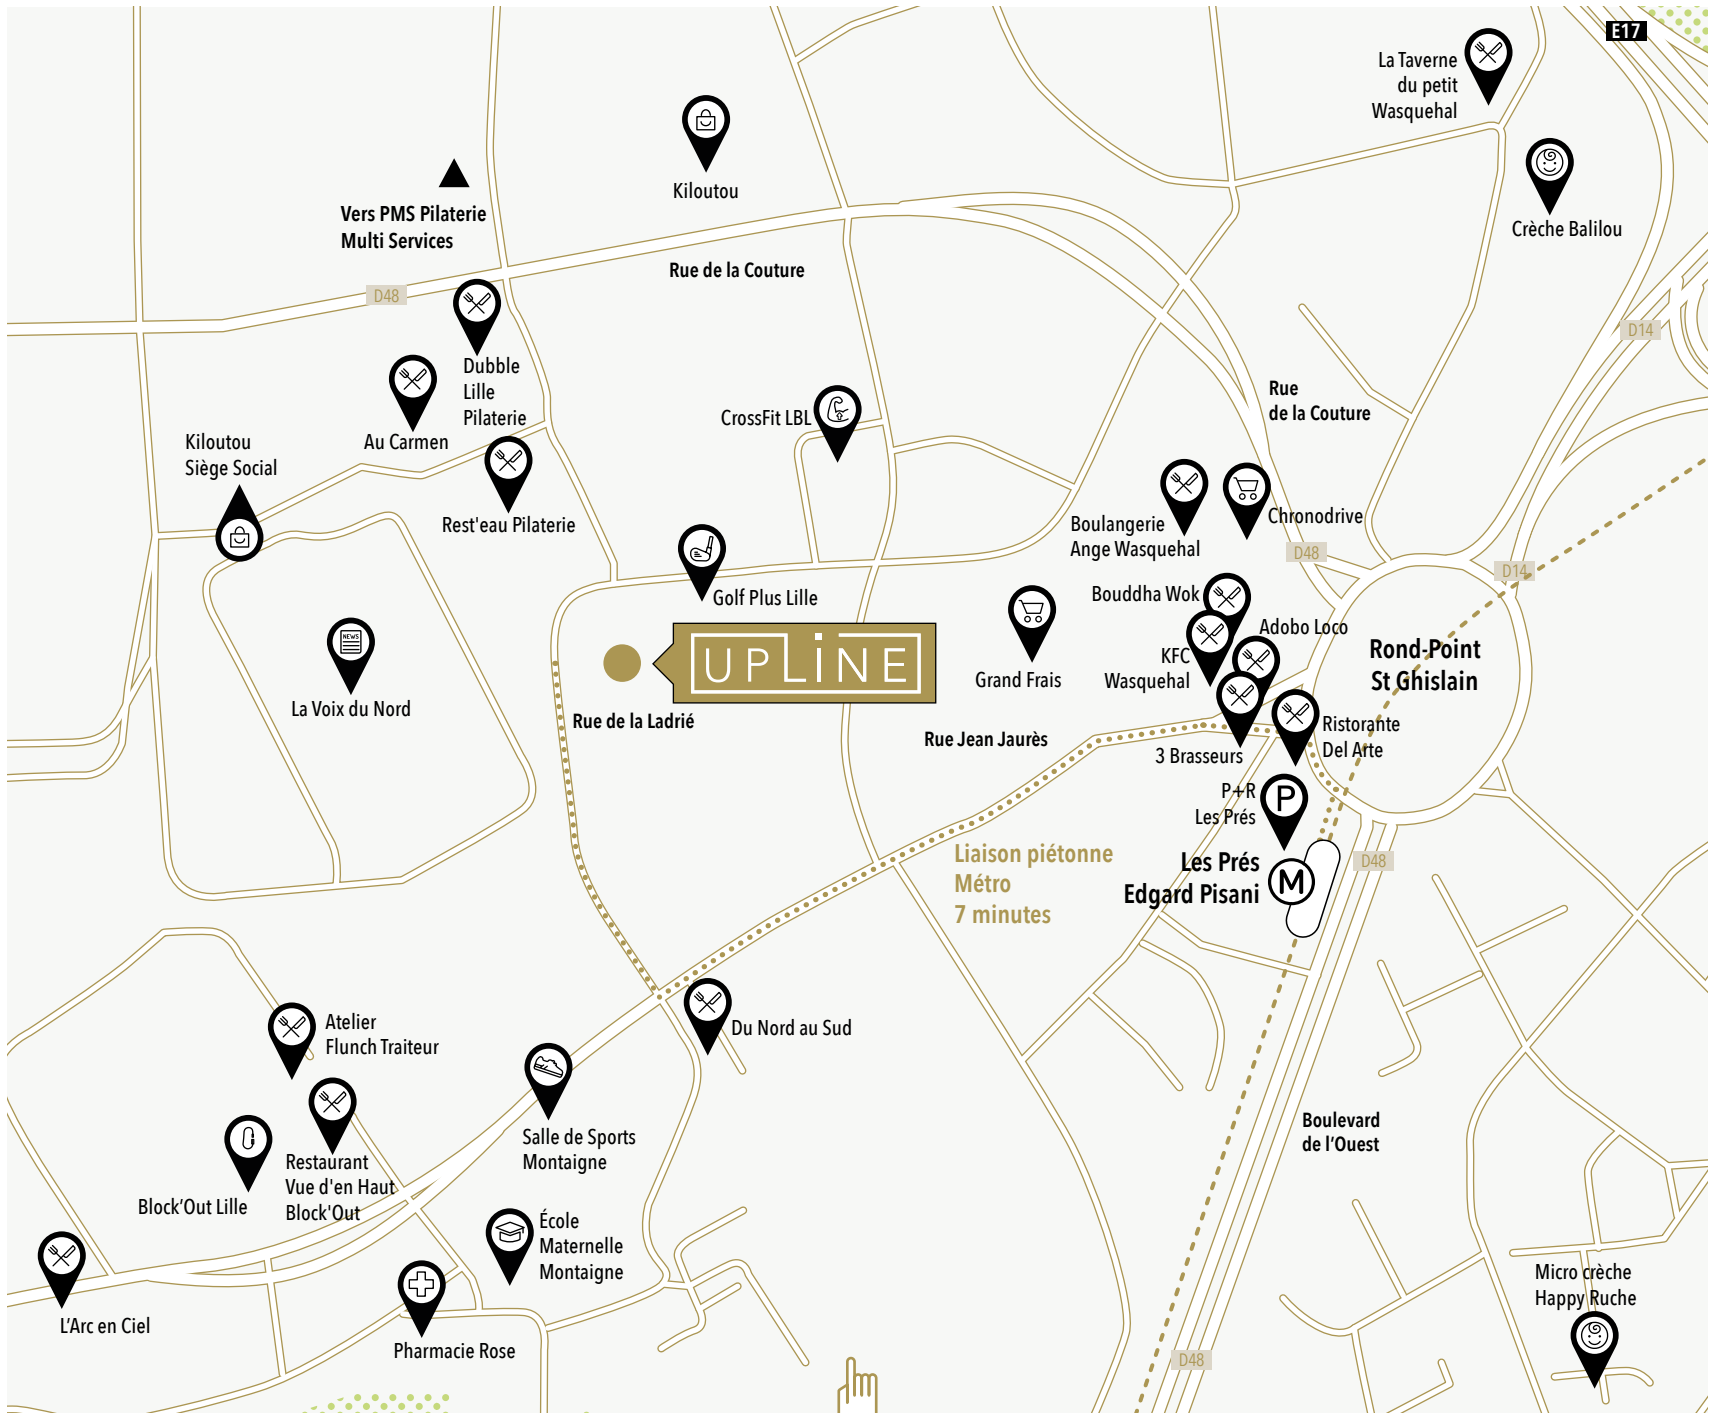 E17
La Taverne
du petit
Wasquehal
Kiloutou
Crèche Balilou
Vers PMS Pilaterie
Multi Services
Rue de la Couture
D48
D14
Dubble
Lille
Pilaterie
Au Carmen
CrossFit LBL
Rue
de la Couture
Kiloutou
Siège Social
Rest'eau Pilaterie
Boulangerie
Ange Wasquehal
Chronodrive
D48
D14
Golf Plus Lille
Bouddha Wok
Adobo Loco
NEWS
UPLiNE
KFC
Wasquehal
Grand Frais
Rond-Point
St Ghislain
La Voix du Nord
Rue de la Ladrié
Rue Jean Jaurès
Ristorante
Del Arte
3 Brasseurs
P+R
Les Prés
P
Liaison piétonne
Métro
7 minutes
Les Prés
Edgard Pisani
M
D48
Atelier
Flunch Traiteur
Du Nord au Sud
Salle de Sports
Montaigne
Boulevard
de l'Ouest
Restaurant
Vue d'en Haut
Block'Out
Block'Out Lille
École
Maternelle
Montaigne
Micro crèche
Happy Ruche
L'Arc en Ciel
Pharmacie Rose
D48